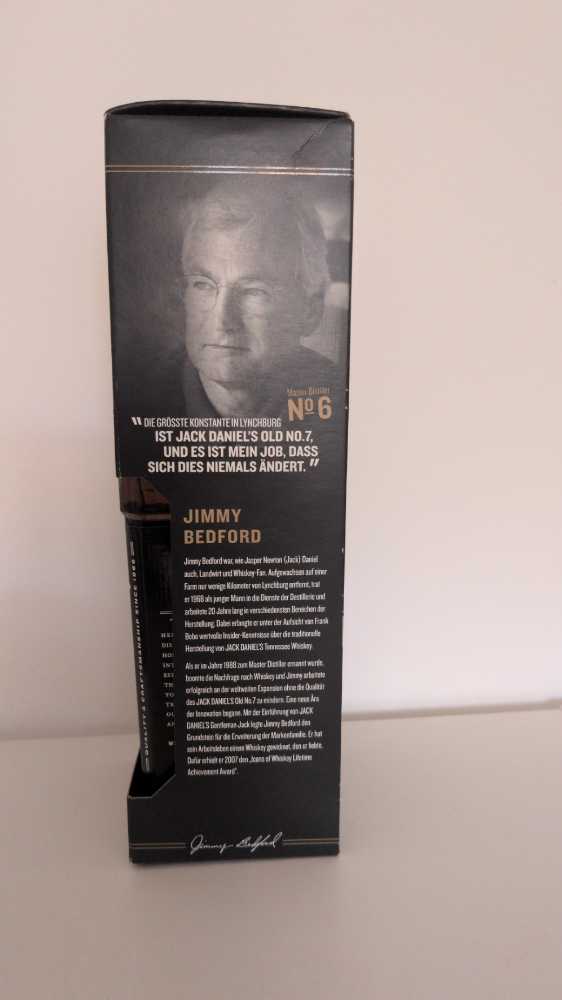 Master Distiller
Nº 6
"DIE GRÖSSTE KONSTANTE IN LYNCHBURG
IST JACK DANIEL'S OLD NO.7,
UND ES IST MEIN JOB, DASS
SICH DIES NIEMALS ÄNDERT."
JIMMY
BEDFORD
Jimmy Bedford war, wie Jasper Newton (Jack) Daniel
auch, Landwirt und Whiskey-Fan. Aufgewachsen auf einer
Farm nur wenige Kilometer von Lynchburg entfernt, trat
er 1968 als junger Mann in die Dienste der Destillerie und
arbeitete 20 Jahre lang in verschiedensten Bereichen der
Herstellung. Dabei erlangte er unter der Aufsicht von Frank
Bobo wertvolle Insider-Kenntnisse über die traditionelle
Herstellung von JACK DANIEL'S Tennessee Whiskey.
Als er im Jahre 1988 zum Master Distiller ernannt wurde,
boomte die Nachfrage nach Whiskey und Jimmy arbeitete
erfolgreich an der weltweiten Expansion ohne die Qualität
des JACK DANIEL'S Old No.7 zu mindern. Eine neue Ära
der Innovation begann. Mit der Einführung von JACK
DANIEL'S Gentleman Jack legte Jimmy Bedford den
Grundstein für die Erweiterung der Markenfamilie. Er hat
sein Arbeitsleben einem Whiskey gewidmet, den er liebte.
Dafür erhielt er 2007 den „Icons of Whiskey Lifetime
Achievement Award".
Jimmy Bedford
QUALITY & CRAFTSMANSHIP SINCE 1866